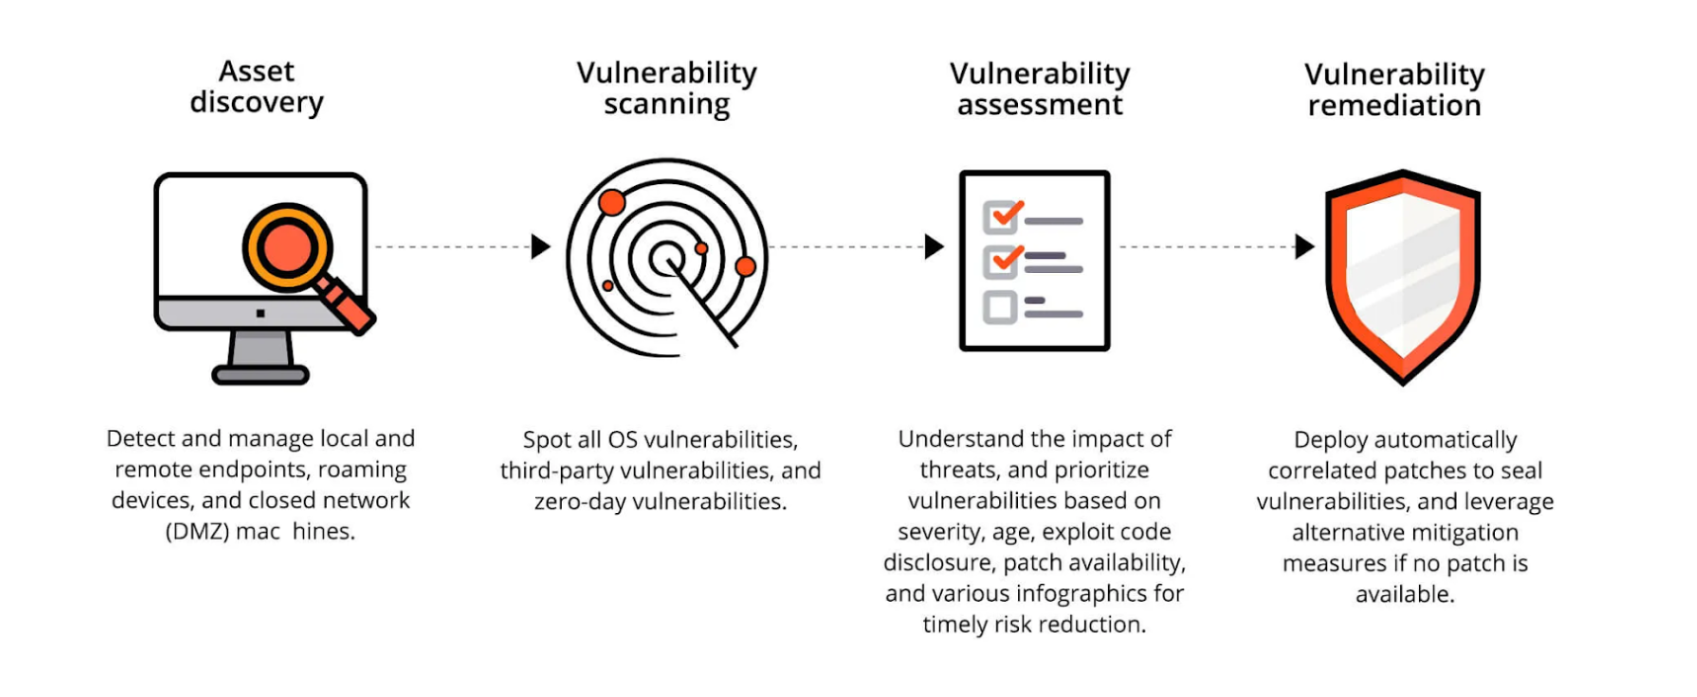 Asset
discovery
Detect and manage local and
remote endpoints, roaming
devices, and closed network
(DMZ) mac  hines.
Vulnerability
scanning
Spot all OS vulnerabilities,
third-party vulnerabilities, and
zero-day vulnerabilities.
Vulnerability
assessment
Understand the impact of
threats, and prioritize
vulnerabilities based on
severity, age, exploit code
disclosure, patch availability,
and various infographics for
timely risk reduction.
Vulnerability
remediation
Deploy automatically
correlated patches to seal
vulnerabilities, and leverage
alternative mitigation
measures if no patch is
available.